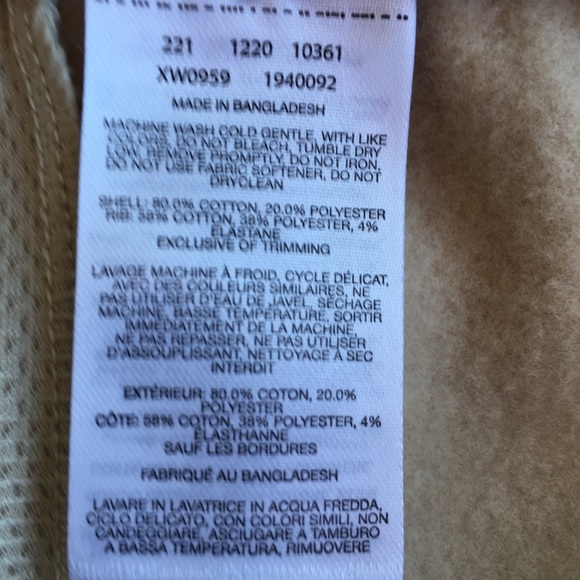 221 1220 10361
XW0959 1940092
MADE IN BANGLADESH
MACHINE WASH COLD GENTLE, WITH LIKE
COLORS, DO NOT BLEACH, TUMBLE DRY
LOW, REMOVE PROMPTLY, DO NOT IRON,
DO NOT USE FABRIC SOFTENER, DO NOT
DRYCLEAN
SHELL: 80.0% COTTON, 20.0% POLYESTER
RIB: 58% COTTON, 38% POLYESTER, 4%
ELASTANE
EXCLUSIVE OF TRIMMING
LAVAGE MACHINE À FROID, CYCLE DÉLICAT,
AVEC DES COULEURS SIMILAIRES, NE
PAS UTILISER D'EAU DE JAVEL, SÉCHAGE
MACHINE, BASSE TEMPÉRATURE, SORTIR
IMMÉDIATEMENT DE LA MACHINE,
NE PAS REPASSER, NE PAS UTILISER
D'ASSOUPLISSANT, NETTOYAGE À SEC
INTERDIT
EXTÉRIEUR: 80.0% COTON, 20.0%
POLYESTER
CÔTE: 58% COTON, 38% POLYESTER, 4%
ÉLASTHANNE
SAUF LES BORDURES
FABRIQUÉ AU BANGLADESH
LAVARE IN LAVATRICE IN ACQUA FREDDA,
CICLO DELICATO, CON COLORI SIMILI, NON
CANDEGGIARE, ASCIUGARE A TAMBURO
A BASSA TEMPERATURA, RIMUOVERE